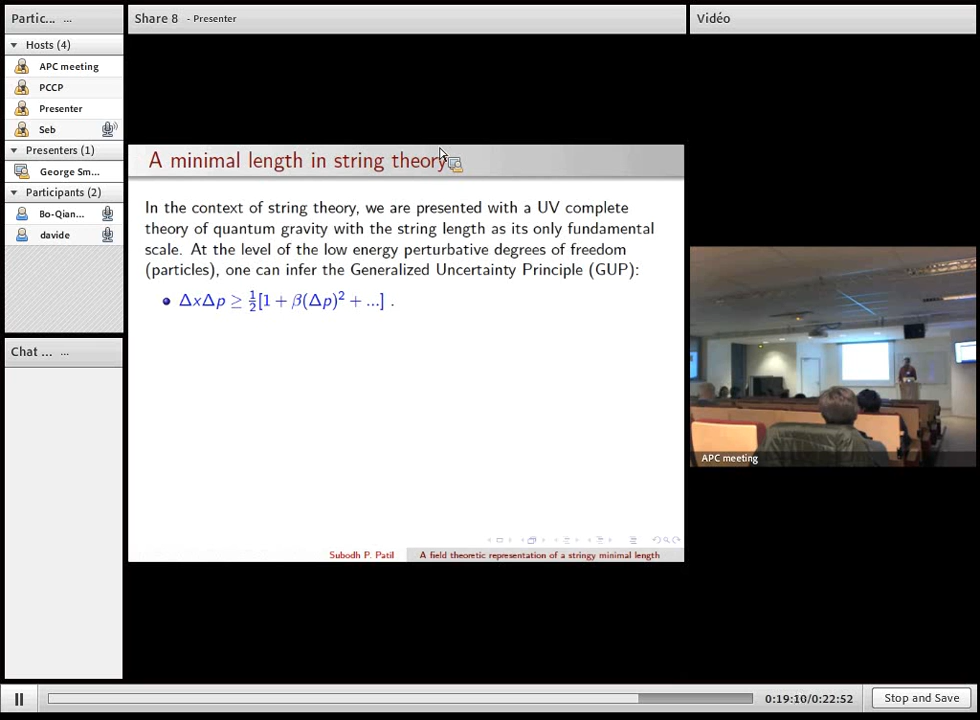 Partic... ...
Share 8 - Presenter
Vidéo
Hosts (4)
APC meeting
PCCP
Presenter
Seb
Presenters (1)
George Sm...
Participants (2)
Bo-Qian...
davide
Chat ... ...
A minimal length in string theory
In the context of string theory, we are presented with a UV complete
theory of quantum gravity with the string length as its only fundamental
scale. At the level of the low energy perturbative degrees of freedom
(particles), one can infer the Generalized Uncertainty Principle (GUP):
• ΔxΔp ≥ ½[1 + β(Δp)² + ...] .
Subodh P. Patil A field theoretic representation of a stringy minimal length
APC meeting
0:19:10/0:22:52
Stop and Save